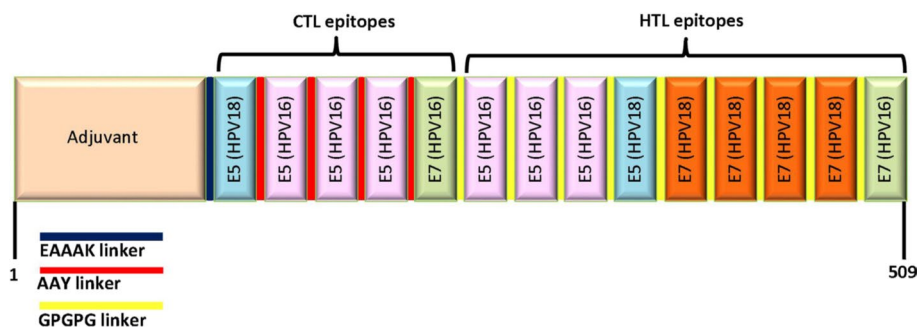 CTL epitopes
HTL epitopes
Adjuvant
E5 (HPV18)
E5 (HPV16)
E5 (HPV16)
E5 (HPV16)
E7 (HPV16)
E5 (HPV16)
E5 (HPV16)
E5 (HPV16)
E5 (HPV18)
E7 (HPV18)
E7 (HPV18)
E7 (HPV18)
E7 (HPV18)
E7 (HPV16)
1
509
EAAAK linker
AAY linker
GPGPG linker